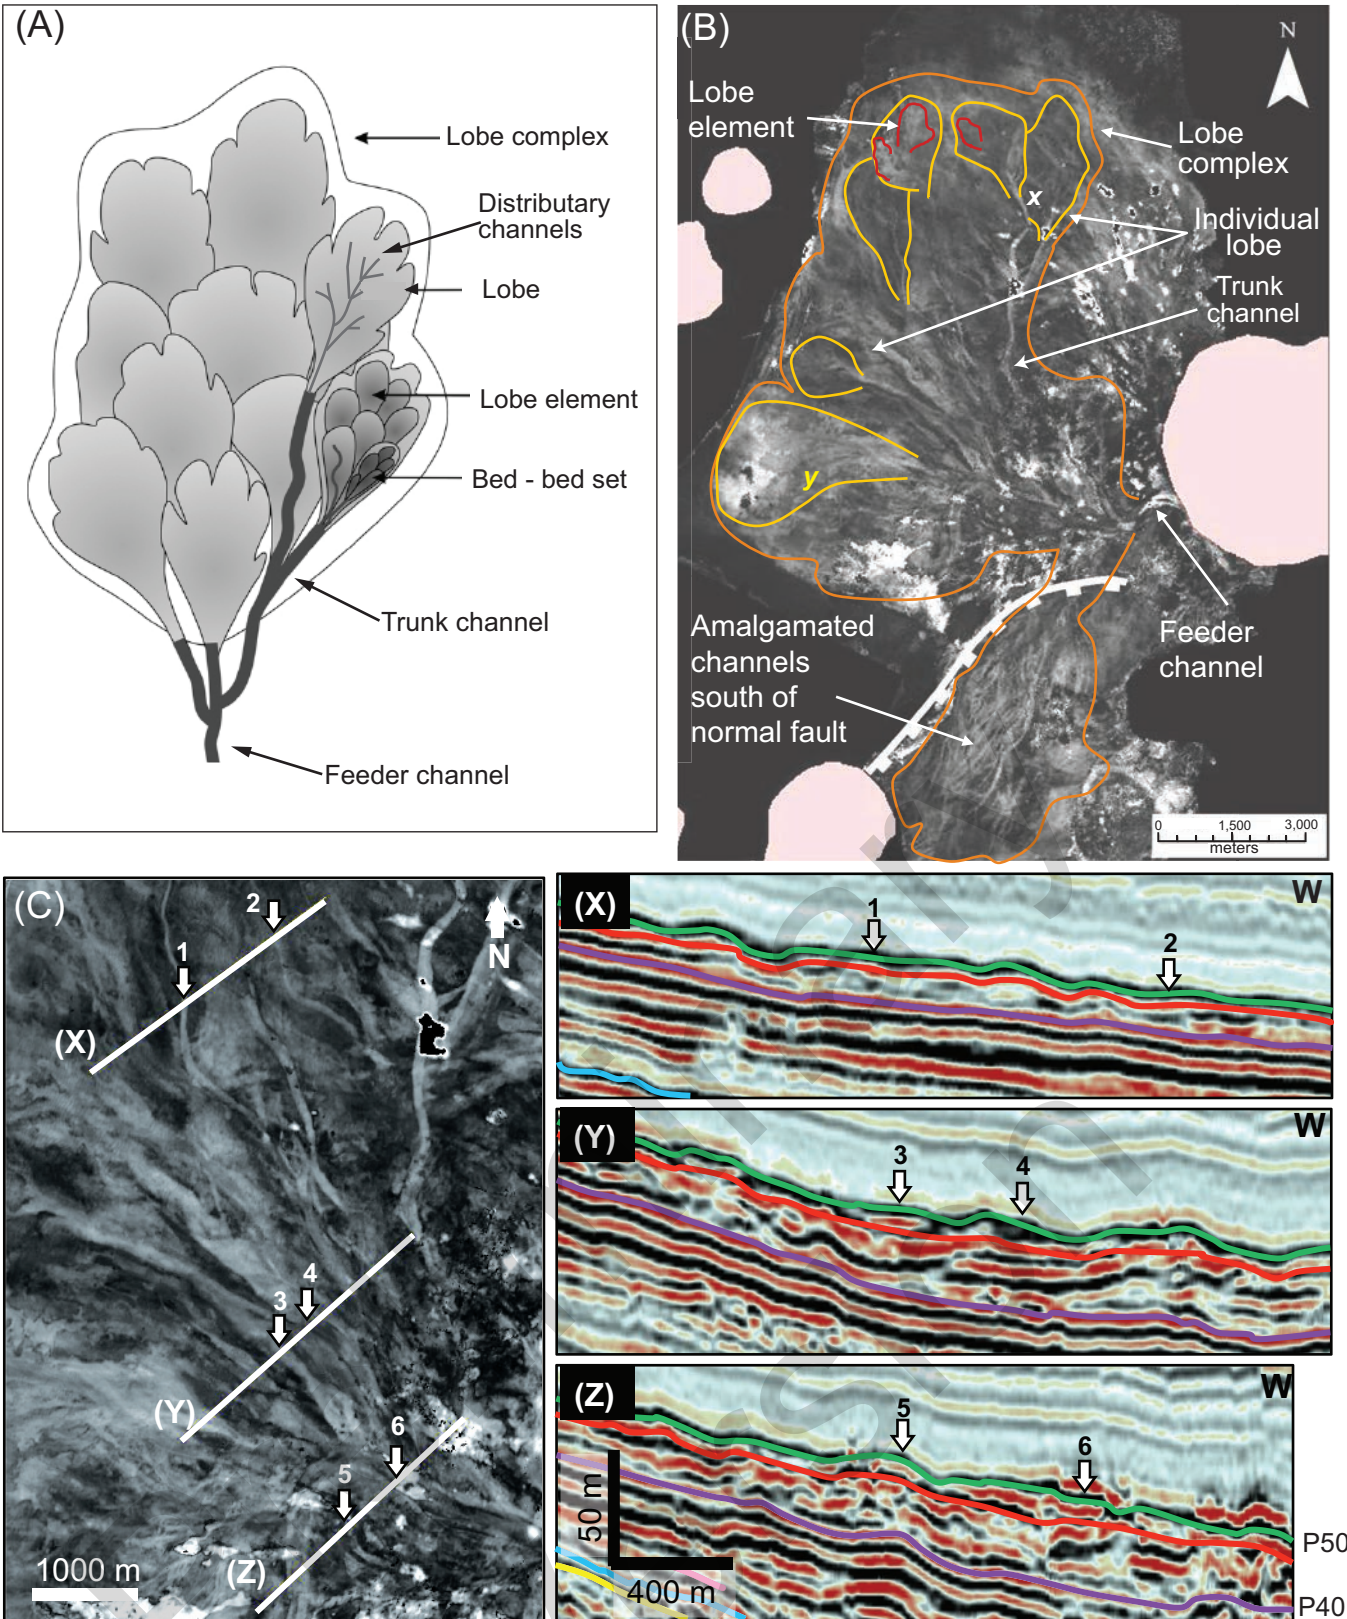 (A)
Lobe complex
Distributary
channels
Lobe
Lobe element
Bed - bed set
Trunk channel
Feeder channel
(B)
N
Lobe
element
Lobe
complex
x
Individual
lobe
Trunk
channel
y
Amalgamated
channels
south of
normal fault
Feeder
channel
0 1,500 3,000
meters
(C)
2
1
N
(X)
4
3
(Y)
6
5
(Z)
1000 m
(X)
W
1
2
(Y)
W
3
4
(Z)
W
5
6
50 m
400 m
P50
P40